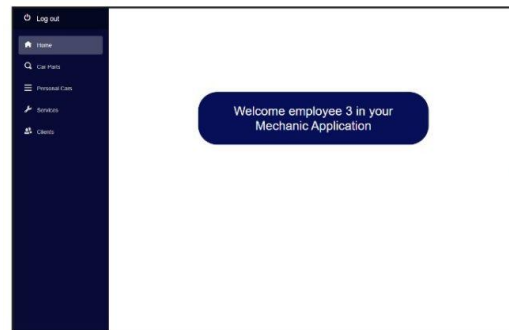 Log out
Home
Car Parts
Personal Cars
Services
Clients
Welcome employee 3 in your
Mechanic Application